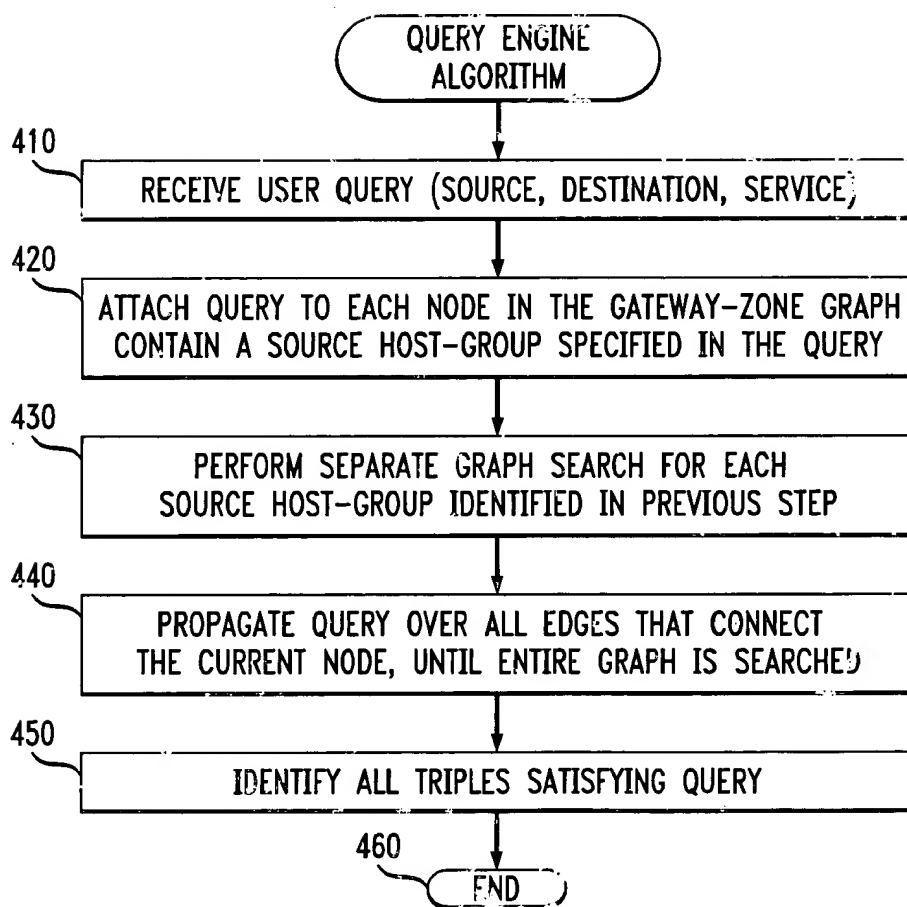 QUERY ENGINE
ALGORITHM
410
RECEIVE USER QUERY (SOURCE, DESTINATION, SERVICE)
420
ATTACH QUERY TO EACH NODE IN THE GATEWAY-ZONE GRAPH
CONTAIN A SOURCE HOST-GROUP SPECIFIED IN THE QUERY
430
PERFORM SEPARATE GRAPH SEARCH FOR EACH
SOURCE HOST-GROUP IDENTIFIED IN PREVIOUS STEP
440
PROPAGATE QUERY OVER ALL EDGES THAT CONNECT
THE CURRENT NODE, UNTIL ENTIRE GRAPH IS SEARCHED
450
IDENTIFY ALL TRIPLES SATISFYING QUERY
460
END